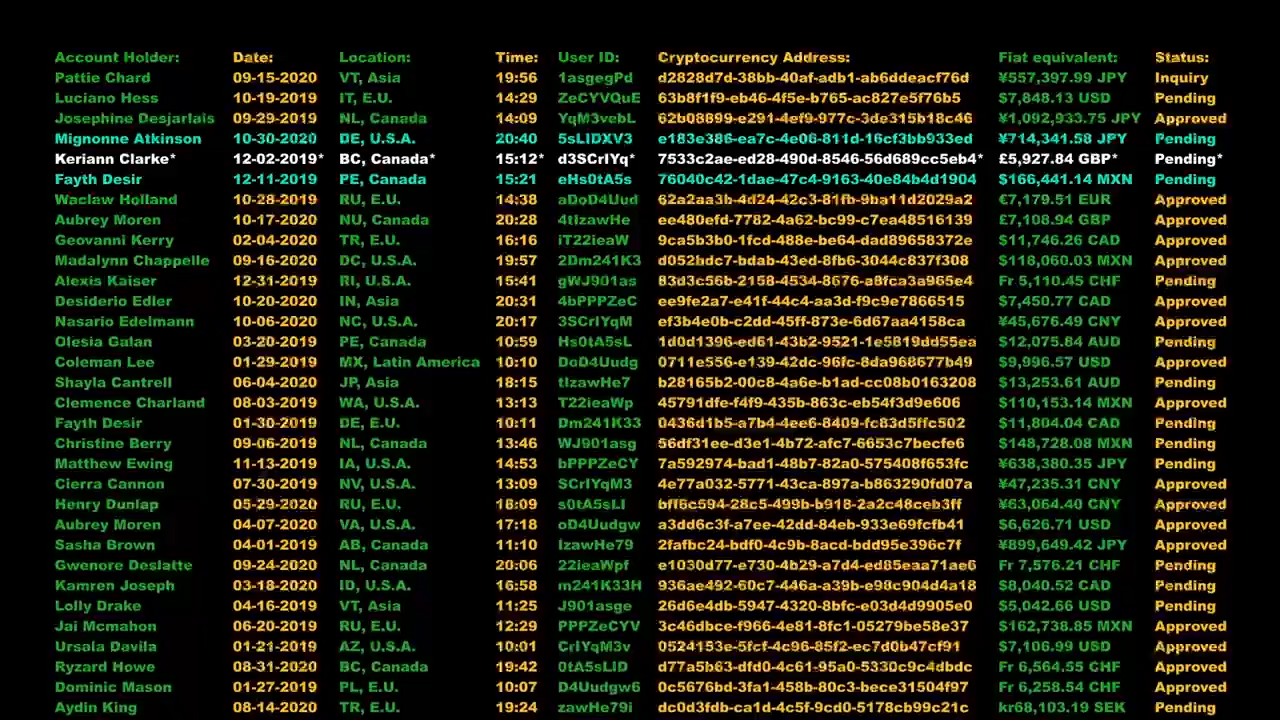 Account Holder: Date: Location: Time: User ID: Cryptocurrency Address: Fiat equivalent: Status:
Pattie Chard 09-15-2020 VT, Asia 19:56 1asgegPd d2828d7d-38bb-40af-adb1-ab6ddeacf76d ¥557,397.99 JPY Inquiry
Luciano Hess 10-19-2019 IT, E.U. 14:29 ZeCYVQuE 63b8f1f9-eb46-4f5e-b765-ac827e5f76b5 $7,848.13 USD Pending
Josephine Desjarlais 09-29-2019 NL, Canada 14:09 YqM3vebL 62b08899-e291-4ef9-977c-3de315b18c46 ¥1,092,933.75 JPY Approved
Mignonne Atkinson 10-30-2020 DE, U.S.A. 20:40 5sLIDXV3 e183e386-ea7c-4e06-811d-16cf3bb933ed ¥714,341.58 JPY Pending
Keriann Clarke* 12-02-2019* BC, Canada* 15:12* d3SCrIYq* 7533c2ae-ed28-490d-8546-56d689cc5eb4* £5,927.84 GBP* Pending*
Fayth Desir 12-11-2019 PE, Canada 15:21 eHs0tA5s 76040c42-1dae-47c4-9163-40e84b4d1904 $166,441.14 MXN Pending
Waclaw Holland 10-28-2019 RU, E.U. 14:38 aDoD4Uud 62a2aa3b-4d24-42c3-81fb-9ba11d2029a2 €7,179.51 EUR Approved
Aubrey Moren 10-17-2020 NU, Canada 20:28 4tIzawHe ee480efd-7782-4a62-bc99-c7ea48516139 £7,108.94 GBP Approved
Geovanni Kerry 02-04-2020 TR, E.U. 16:16 iT22ieaW 9ca5b3b0-1fcd-488e-be64-dad89658372e $11,746.26 CAD Approved
Madalynn Chappelle 09-16-2020 DC, U.S.A. 19:57 2Dm241K3 d052bdc7-bdab-43ed-8fb6-3044c837f308 $118,060.03 MXN Approved
Alexis Kaiser 12-31-2019 RI, U.S.A. 15:41 gWJ901as 83d3c56b-2158-4534-8676-a8fca3a965e4 Fr 5,110.45 CHF Pending
Desiderio Edler 10-20-2020 IN, Asia 20:31 4bPPPZeC ee9fe2a7-e41f-44c4-aa3d-f9c9e7866515 $7,450.77 CAD Approved
Nasario Edelmann 10-06-2020 NC, U.S.A. 20:17 3SCrIYqM ef3b4e0b-c2dd-45ff-873e-6d67aa4158ca ¥45,676.49 CNY Approved
Olesia Galan 03-20-2020 PE, Canada 10:59 Hs0tA5sL 1d0d1396-ed61-43b2-9521-1e5819dd55ea $12,075.84 AUD Pending
Coleman Lee 01-29-2019 MX, Latin America 10:10 DoD4Uudg 0711e556-e139-42dc-96fc-8da968677b49 $9,996.57 USD Approved
Shayla Cantrell 06-04-2020 JP, Asia 18:15 tIzawHe7 b28165b2-00c8-4a6e-b1ad-cc08b0163208 $13,253.61 AUD Pending
Clemence Charland 08-03-2019 WA, U.S.A. 13:13 T22ieaWp 45791dfe-f4f9-435b-863c-eb54f3d9e606 $110,153.14 MXN Approved
Fayth Desir 01-30-2019 DE, E.U. 10:11 Dm241K33 0436d1b5-a7b4-4ee6-8409-fc83d5ffc502 $11,804.04 CAD Pending
Christine Berry 09-06-2019 NL, Canada 13:46 WJ901asg 56df31ee-d3e1-4b72-afc7-6653c7becfe6 $148,728.08 MXN Pending
Matthew Ewing 11-13-2019 IA, U.S.A. 14:53 bPPPZeCY 7a592974-bad1-48b7-82a0-575408f653fc ¥638,380.35 JPY Pending
Cierra Cannon 07-30-2019 NV, U.S.A. 13:09 SCrIYqM3 4e77a032-5771-43ca-897a-b863290fd07a ¥47,235.31 CNY Approved
Henry Dunlap 05-29-2020 RU, E.U. 18:09 s0tA5sLI bff6c594-28c5-499b-b918-2a2c48ceb3ff ¥63,064.40 CNY Pending
Aubrey Moren 04-07-2020 VA, U.S.A. 17:18 oD4Uudgw a3dd6c3f-a7ee-42dd-84eb-933e69fcfb41 $6,626.71 USD Approved
Sasha Brown 04-01-2019 AB, Canada 11:10 IzawHe79 2fafbc24-bdf0-4c9b-8acd-bdd95e396c7f ¥899,649.42 JPY Approved
Gwenore Deslatte 09-24-2020 NL, Canada 20:06 22ieaWpf e1030d77-e730-4b29-a7d4-ed85eaa71ae6 Fr 7,576.21 CHF Pending
Kamren Joseph 03-18-2020 ID, U.S.A. 16:58 m241K33H 936ae492-60c7-446a-a39b-e98c904d4a18 $8,040.52 CAD Pending
Lolly Drake 04-16-2019 VT, Asia 11:25 J901asge 26d6e4db-5947-4320-8bfc-e03d4d9905e0 $5,042.66 USD Pending
Jai Mcmahon 06-20-2019 RU, E.U. 12:29 PPPZeCYV 3c46dbce-f966-4e81-8fc1-05279be58e37 $162,738.85 MXN Pending
Ursala Davila 01-21-2019 AZ, U.S.A. 10:01 CrIYqM3v 0524153e-5fcf-4c96-85f2-ec7d0b47cf91 $7,106.99 USD Approved
Ryzard Howe 08-31-2020 BC, Canada 19:42 0tA5sLID d77a5b63-dfd0-4c61-95a0-5330c9c4dbdc Fr 6,564.55 CHF Approved
Dominic Mason 01-27-2019 PL, E.U. 10:07 D4Uudgw6 0c5676bd-3fa1-458b-80c3-bece31504f97 Fr 6,258.54 CHF Approved
Aydin King 08-14-2020 TR, E.U. 19:24 zawHe79i dc0d3fdb-ca1d-4c5f-9cd0-5178cb99c21c kr68,103.19 SEK Pending